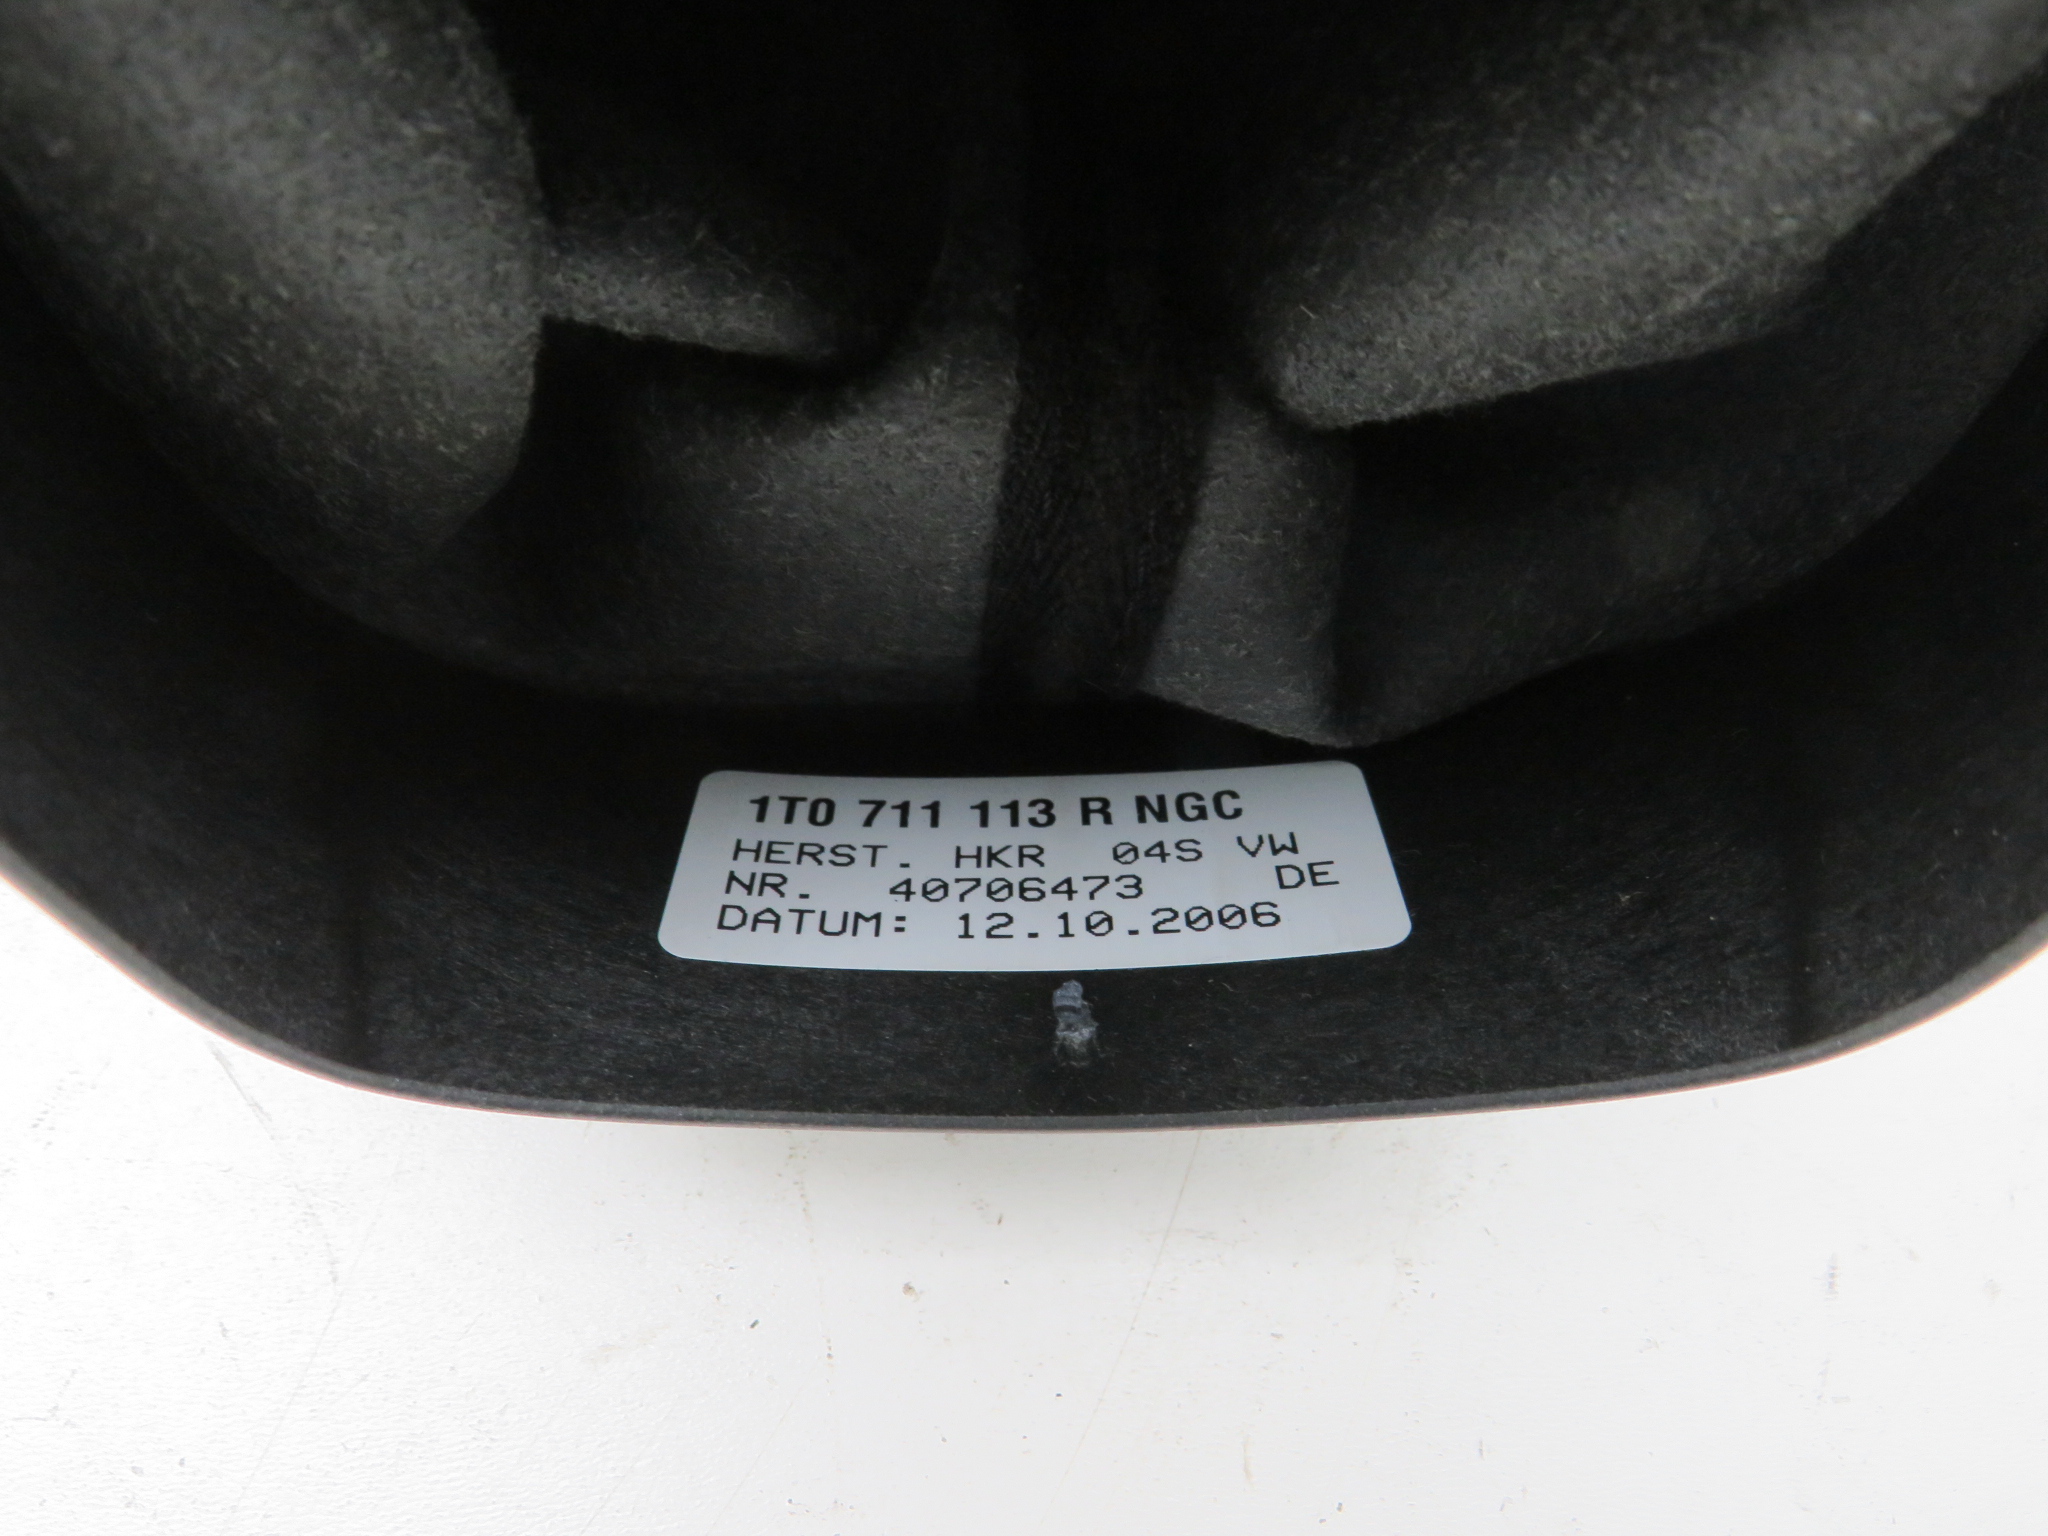 1T0 711 113 R NGC
HERST. HKR 04S VW
NR. 40706473 DE
DATUM: 12.10.2006